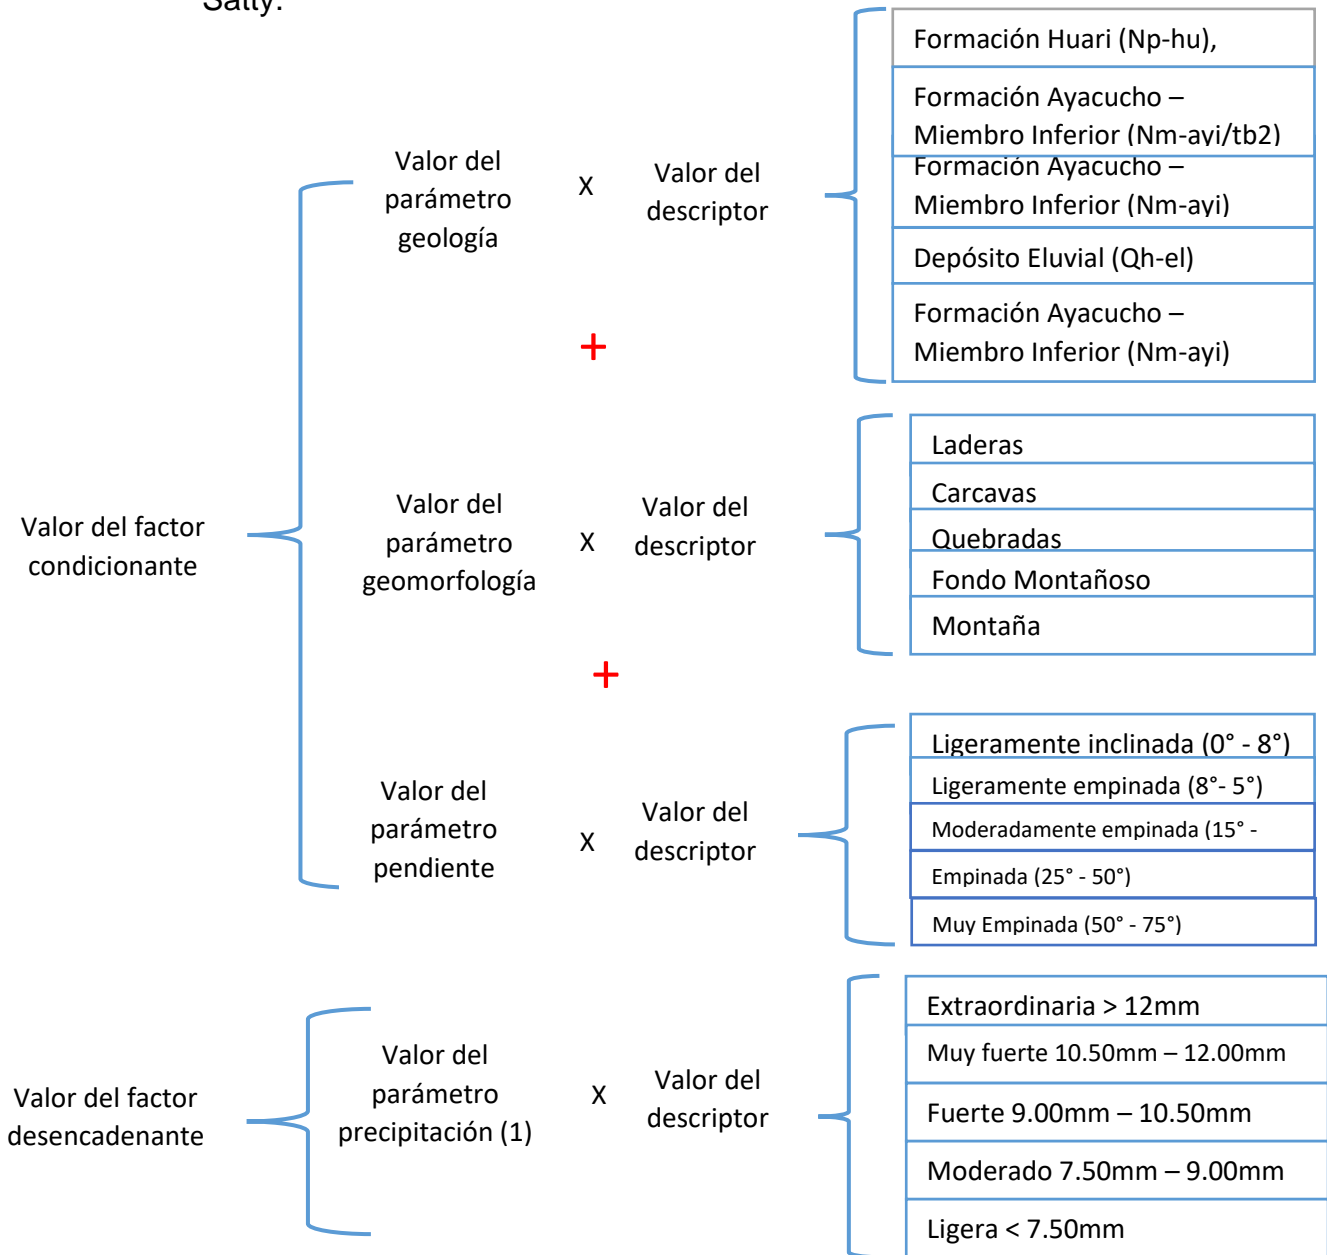 Saaty.
Formación Huari (Np-hu),
Formación Ayacucho –
Miembro Inferior (Nm-ayi/tb2)
Formación Ayacucho –
Miembro Inferior (Nm-ayi)
Depósito Eluvial (Qh-el)
Formación Ayacucho –
Miembro Inferior (Nm-ayi)
Valor del
parámetro
geología
X
Valor del
descriptor
+
Laderas
Carcavas
Quebradas
Fondo Montañoso
Montaña
Valor del factor
condicionante
Valor del
parámetro
geomorfología
X
Valor del
descriptor
+
Ligeramente inclinada (0° - 8°)
Ligeramente empinada (8°- 5°)
Moderadamente empinada (15° -
Empinada (25° - 50°)
Muy Empinada (50° - 75°)
Valor del
parámetro
pendiente
X
Valor del
descriptor
Extraordinaria > 12mm
Muy fuerte 10.50mm – 12.00mm
Fuerte 9.00mm – 10.50mm
Moderado 7.50mm – 9.00mm
Ligera < 7.50mm
Valor del factor
desencadenante
Valor del
parámetro
precipitación (1)
X
Valor del
descriptor